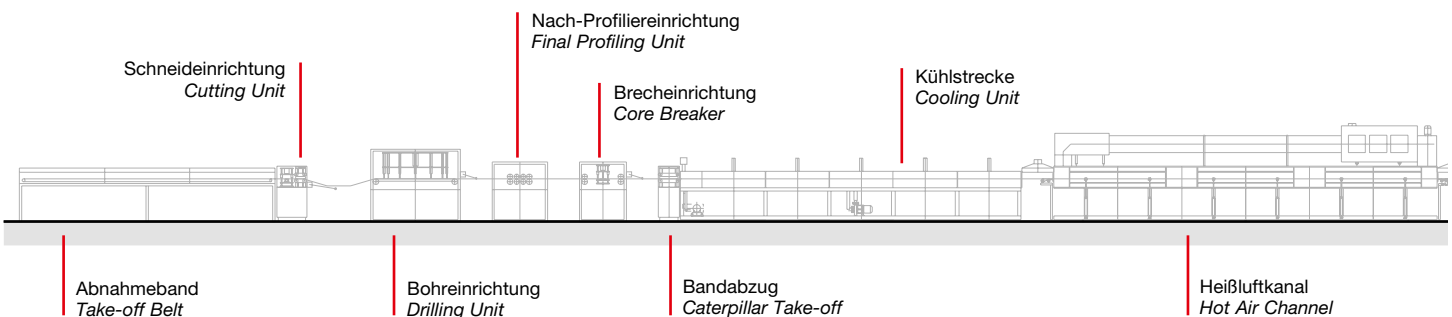 Nach-Profiliereinrichtung
Final Profiling Unit
Schneideinrichtung
Cutting Unit
Brecheinrichtung
Core Breaker
Kühlstrecke
Cooling Unit
Abnahmeband
Take-off Belt
Bohreinrichtung
Drilling Unit
Bandabzug
Caterpillar Take-off
Heißluftkanal
Hot Air Channel